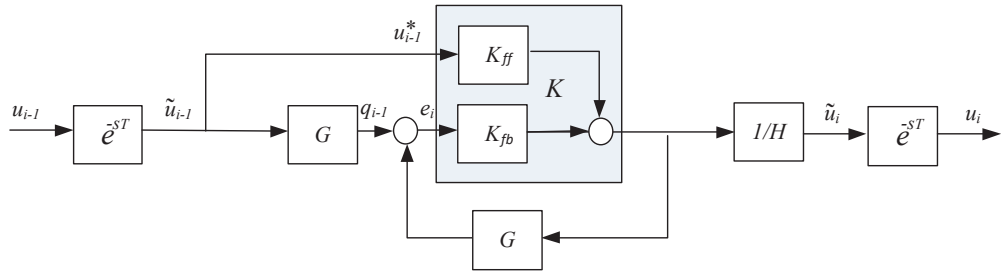 u*i-1
Kff
K
ui-1
e-sT
ũi-1
G
qi-1
ei
Kfb
1/H
ũi
e-sT
ui
G